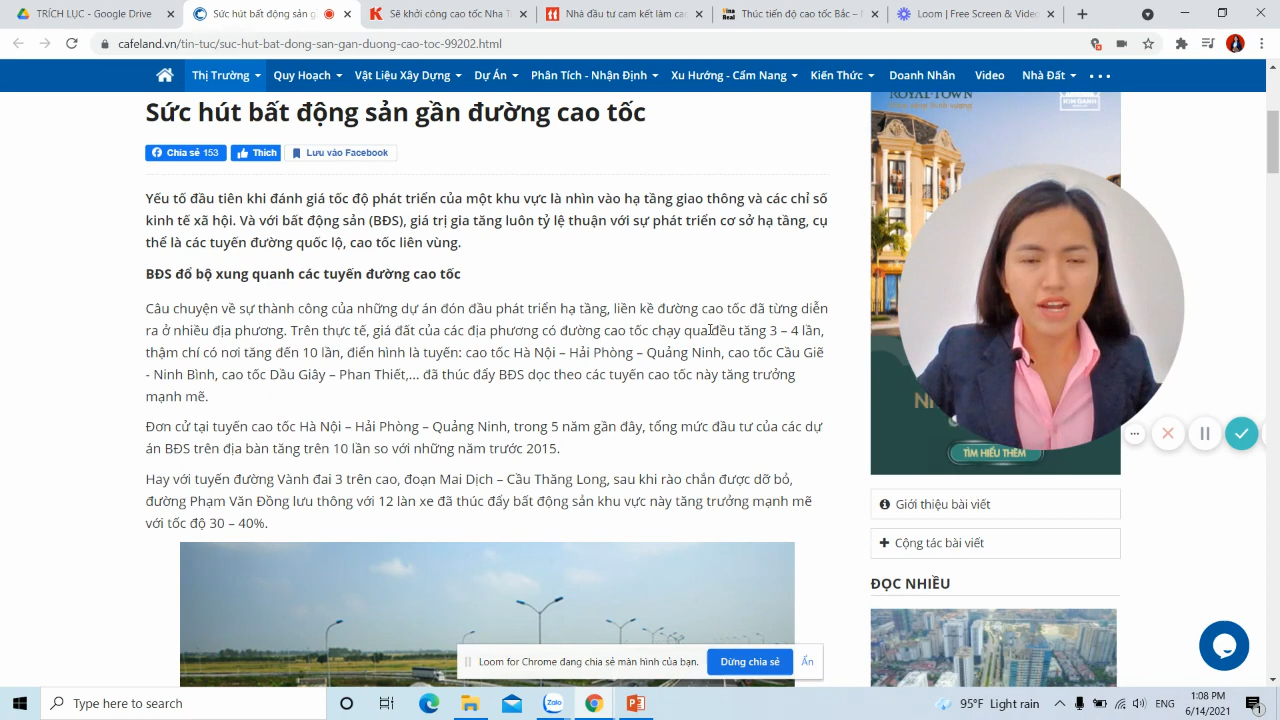 TRÍCH LỤC - Google Drive
Sức hút bất động sản g
Sẽ khởi công cao tốc Nha T
Nhà đầu tư cam kết làm cao
Thúc tiến độ cao tốc Bắc – P
Loom | Free Screen & Video
cafeland.vn/tin-tuc/suc-hut-bat-dong-san-gan-duong-cao-toc-99202.html
Thị Trường Quy Hoạch Vật Liệu Xây Dựng Dự Án Phân Tích - Nhận Định Xu Hướng - Cẩm Nang Kiến Thức Doanh Nhân Video Nhà Đất
ROYAL TOWN
KIM OANH
Sức hút bất động sản gần đường cao tốc
Chia sẻ 153 Thích Lưu vào Facebook
Yếu tố đầu tiên khi đánh giá tốc độ phát triển của một khu vực là nhìn vào hạ tầng giao thông và các chỉ số
kinh tế xã hội. Và với bất động sản (BĐS), giá trị gia tăng luôn tỷ lệ thuận với sự phát triển cơ sở hạ tầng, cụ
thể là các tuyến đường quốc lộ, cao tốc liên vùng.
BĐS đổ bộ xung quanh các tuyến đường cao tốc
Câu chuyện về sự thành công của những dự án đón đầu phát triển hạ tầng, liền kề đường cao tốc đã từng diễn
ra ở nhiều địa phương. Trên thực tế, giá đất của các địa phương có đường cao tốc chạy qua đều tăng 3 – 4 lần,
thậm chí có nơi tăng đến 10 lần, điển hình là tuyến: cao tốc Hà Nội – Hải Phòng – Quảng Ninh, cao tốc Cầu Giẽ
- Ninh Bình, cao tốc Dầu Giây – Phan Thiết,... đã thúc đẩy BĐS dọc theo các tuyến cao tốc này tăng trưởng
mạnh mẽ.
Đơn cử tại tuyến cao tốc Hà Nội – Hải Phòng – Quảng Ninh, trong 5 năm gần đây, tổng mức đầu tư của các dự
án BĐS trên địa bàn tăng trên 10 lần so với những năm trước 2015.
Hay với tuyến đường Vành đai 3 trên cao, đoạn Mai Dịch – Cầu Thăng Long, sau khi rào chắn được dỡ bỏ,
đường Phạm Văn Đồng lưu thông với 12 làn xe đã thúc đẩy bất động sản khu vực này tăng trưởng mạnh mẽ
với tốc độ 30 – 40%.
TÌM HIỂU THÊM
Giới thiệu bài viết
Cộng tác bài viết
ĐỌC NHIỀU
Loom for Chrome đang chia sẻ màn hình của bạn. Dừng chia sẻ Ẩn
Type here to search
Zalo
95°F Light rain
ENG
1:08 PM
6/14/2021